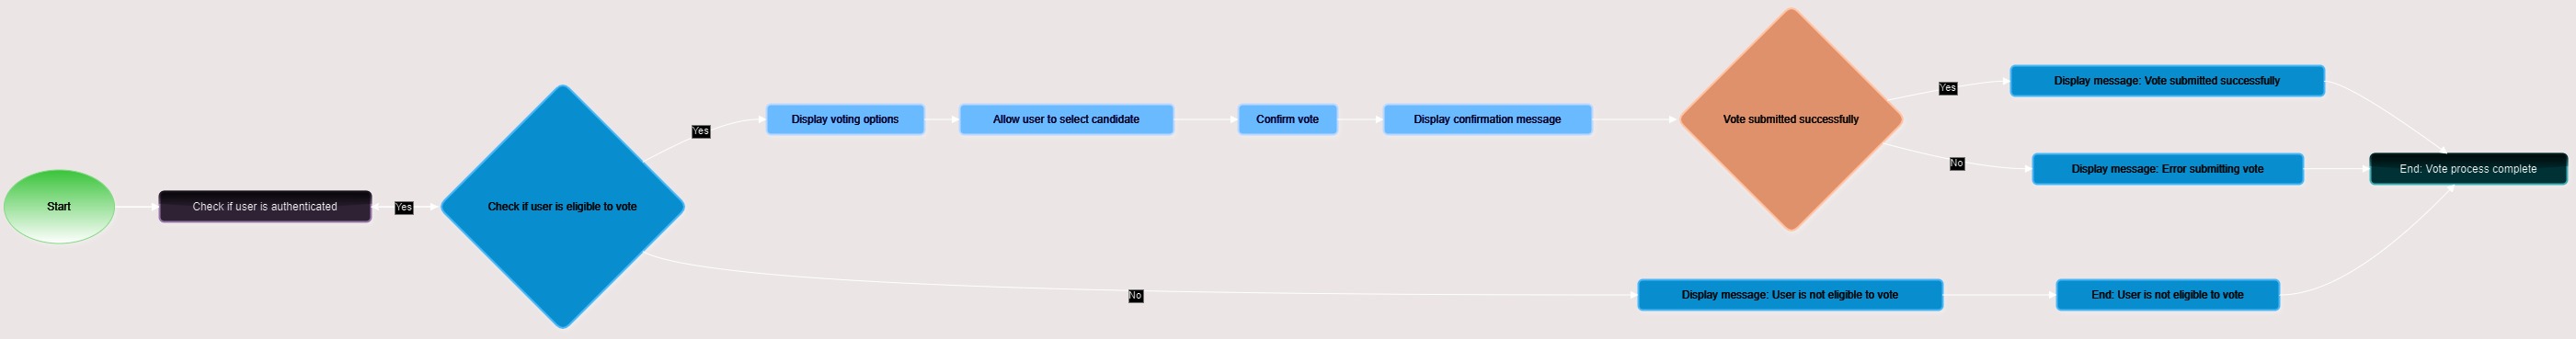 Start
Check if user is authenticated
Yes
Check if user is eligible to vote
Yes
Display voting options
Allow user to select candidate
Confirm vote
Display confirmation message
Vote submitted successfully
Yes
Display message: Vote submitted successfully
No
Display message: Error submitting vote
End: Vote process complete
No
Display message: User is not eligible to vote
End: User is not eligible to vote